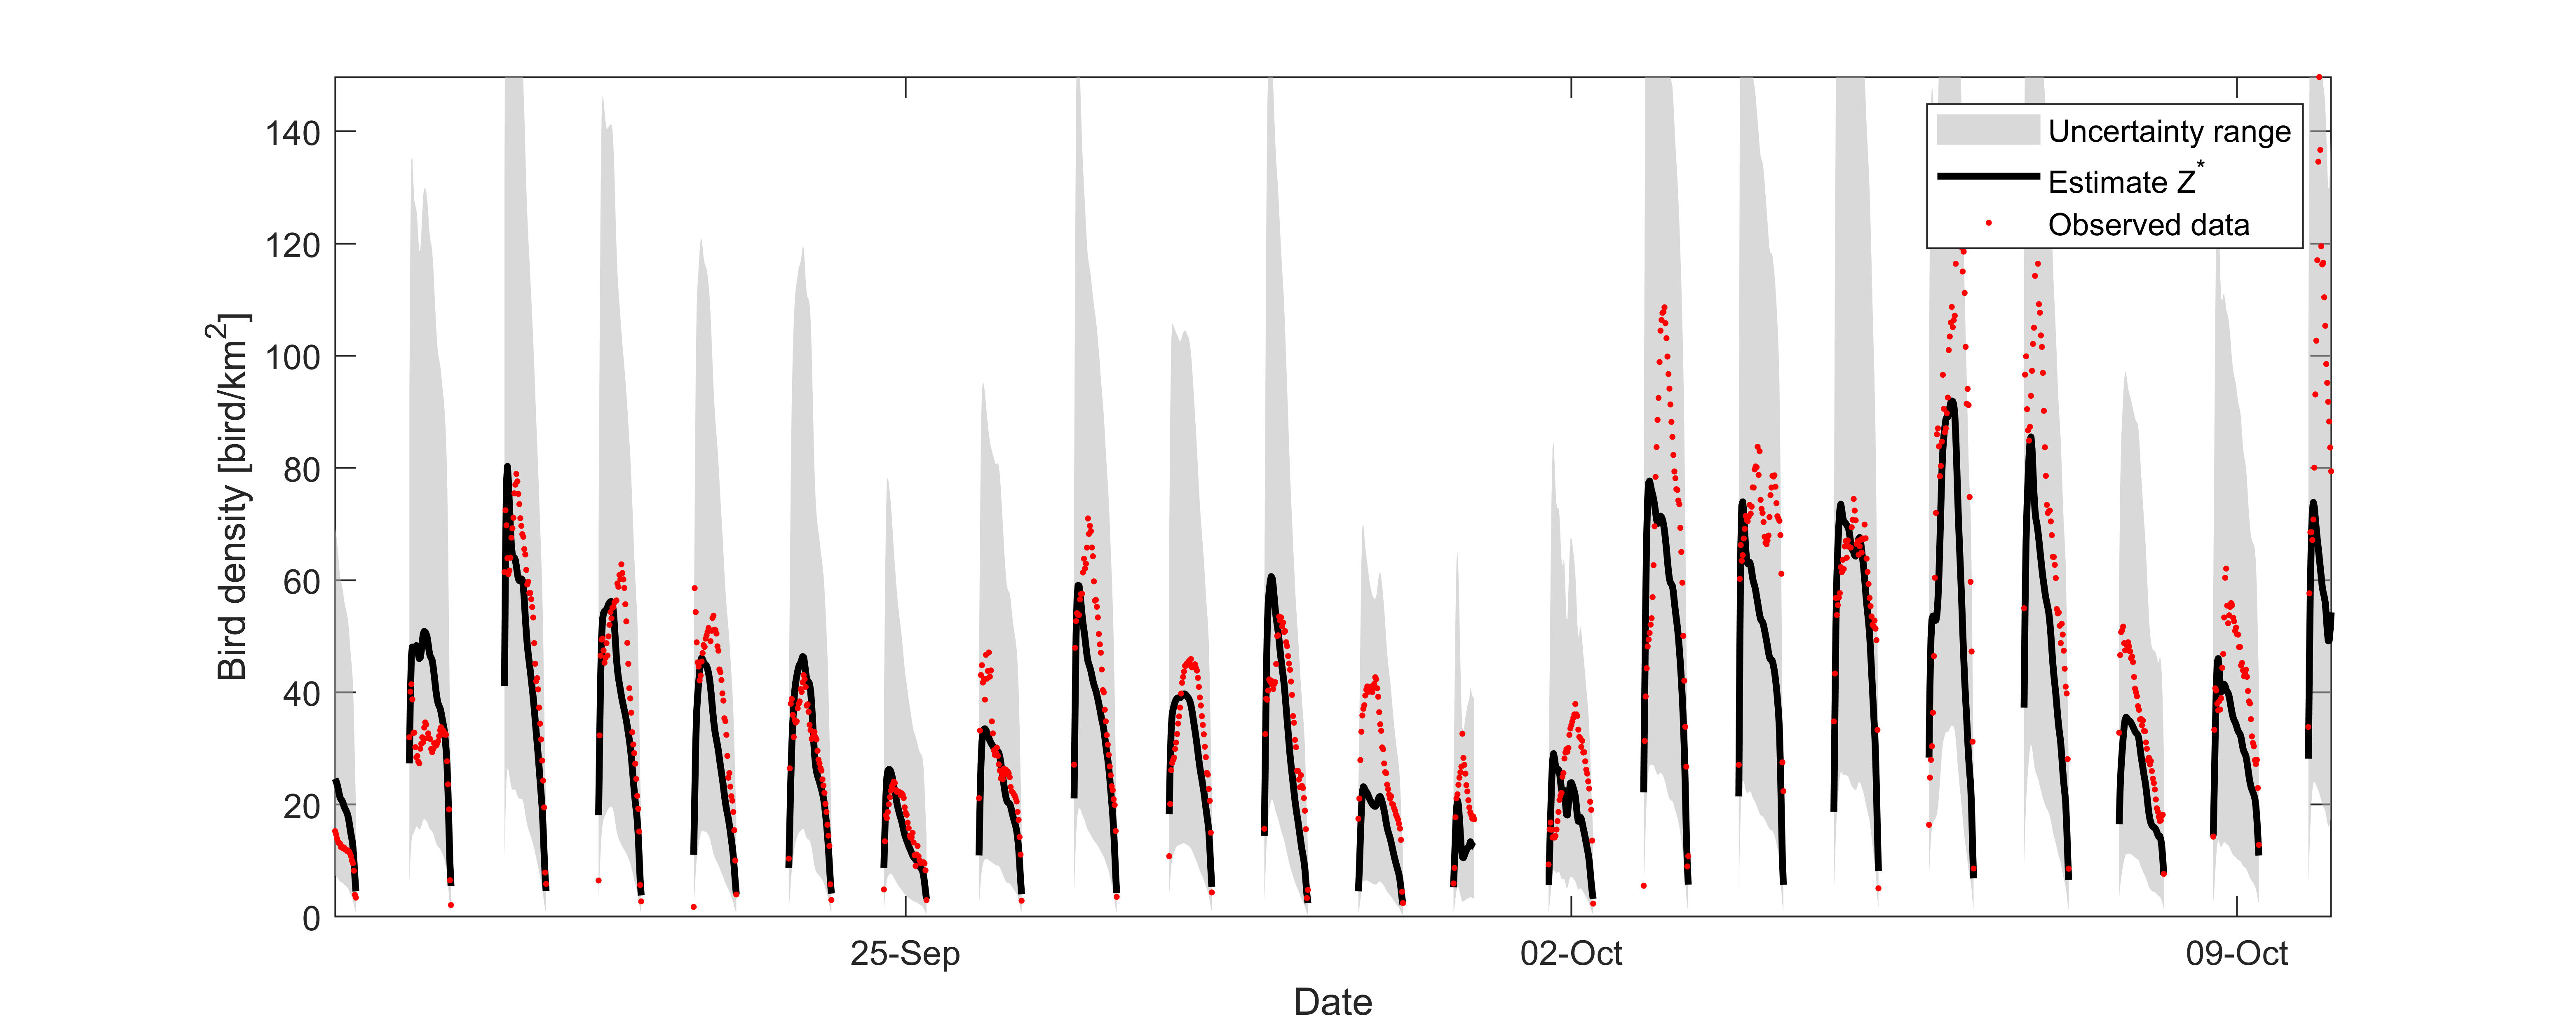 140
120
100
80
60
40
20
0
Bird density [bird/km²]
Uncertainty range
Estimate Z*
Observed data
25-Sep
02-Oct
09-Oct
Date